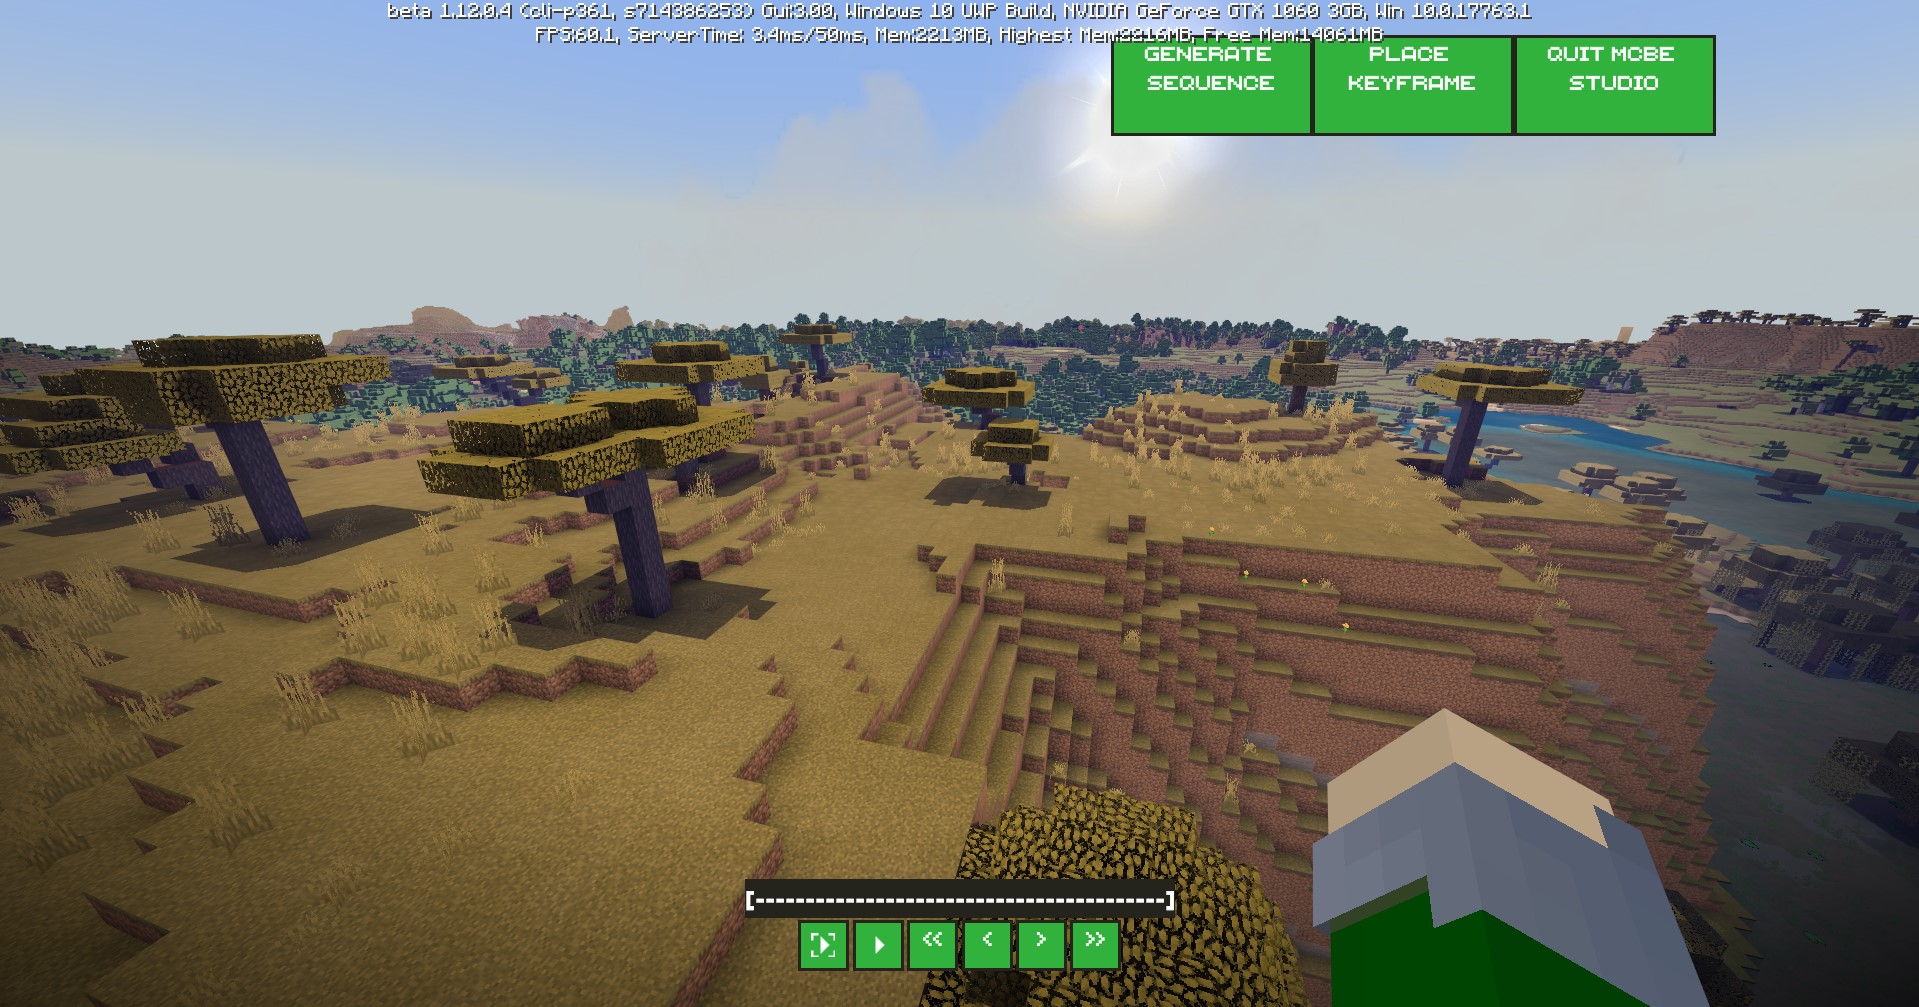 beta 1.12.0.4 (cli-p361, s714386253) Gui:3.00, Windows 10 UWP Build, NVIDIA GeForce GTX 1060 3GB, Win 10.0.17763.1
FPS:60.1, ServerTime: 3.4ms/50ms, Mem:2213MB, Highest Mem:2216MB, Free Mem:14061MB
GENERATE
SEQUENCE
PLACE
KEYFRAME
QUIT MCBE
STUDIO
[-----------------------------------------]
<< < > >>